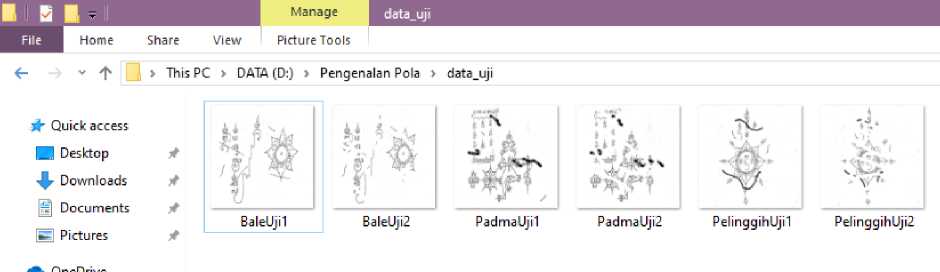 Manage
data_uji
File
Home
Share
View
Picture Tools
This PC
DATA (D:)
Pengenalan Pola
data_uji
Quick access
Desktop
Downloads
Documents
Pictures
OneDrive
BaleUji1
BaleUji2
PadmaUji1
PadmaUji2
PelinggihUji1
PelinggihUji2